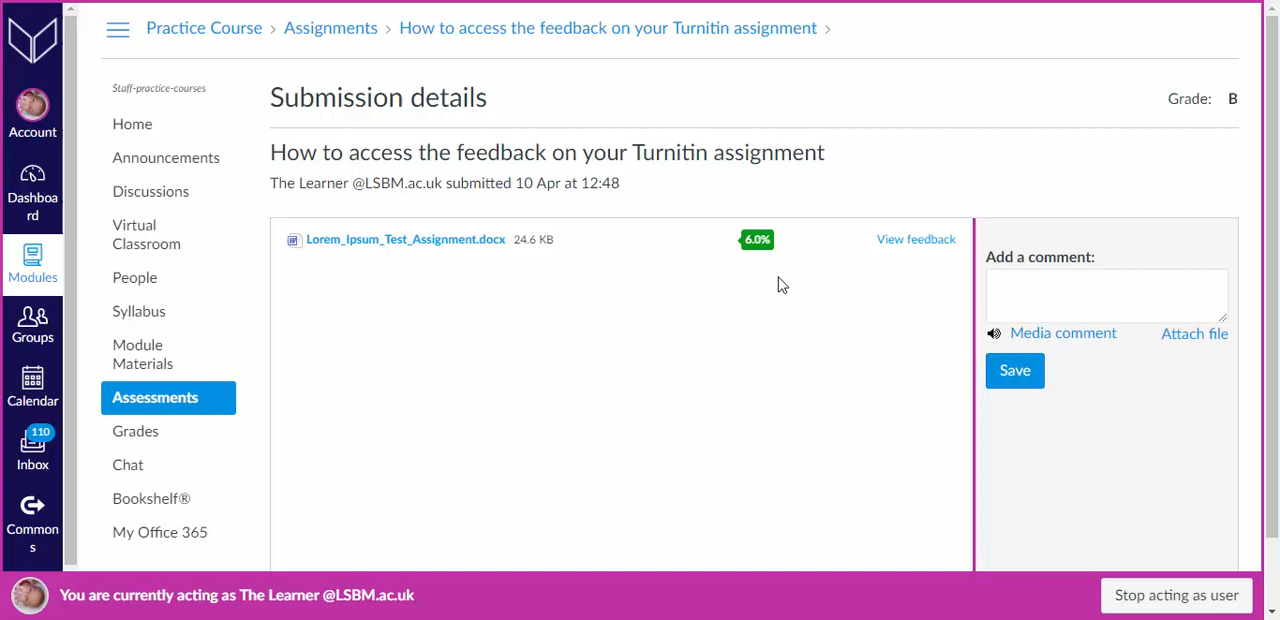 Practice Course › Assignments › How to access the feedback on your Turnitin assignment ›
Account
Dashboa
rd
Modules
Groups
Calendar
110
Inbox
Common
s
Staff-practice-courses
Home
Announcements
Discussions
Virtual
Classroom
People
Syllabus
Module
Materials
Assessments
Grades
Chat
Bookshelf®
My Office 365
Submission details
Grade: B
How to access the feedback on your Turnitin assignment
The Learner @LSBM.ac.uk submitted 10 Apr at 12:48
Lorem_Ipsum_Test_Assignment.docx 24.6 KB 6.0% View feedback
Add a comment:
Media comment Attach file
Save
You are currently acting as The Learner @LSBM.ac.uk
Stop acting as user